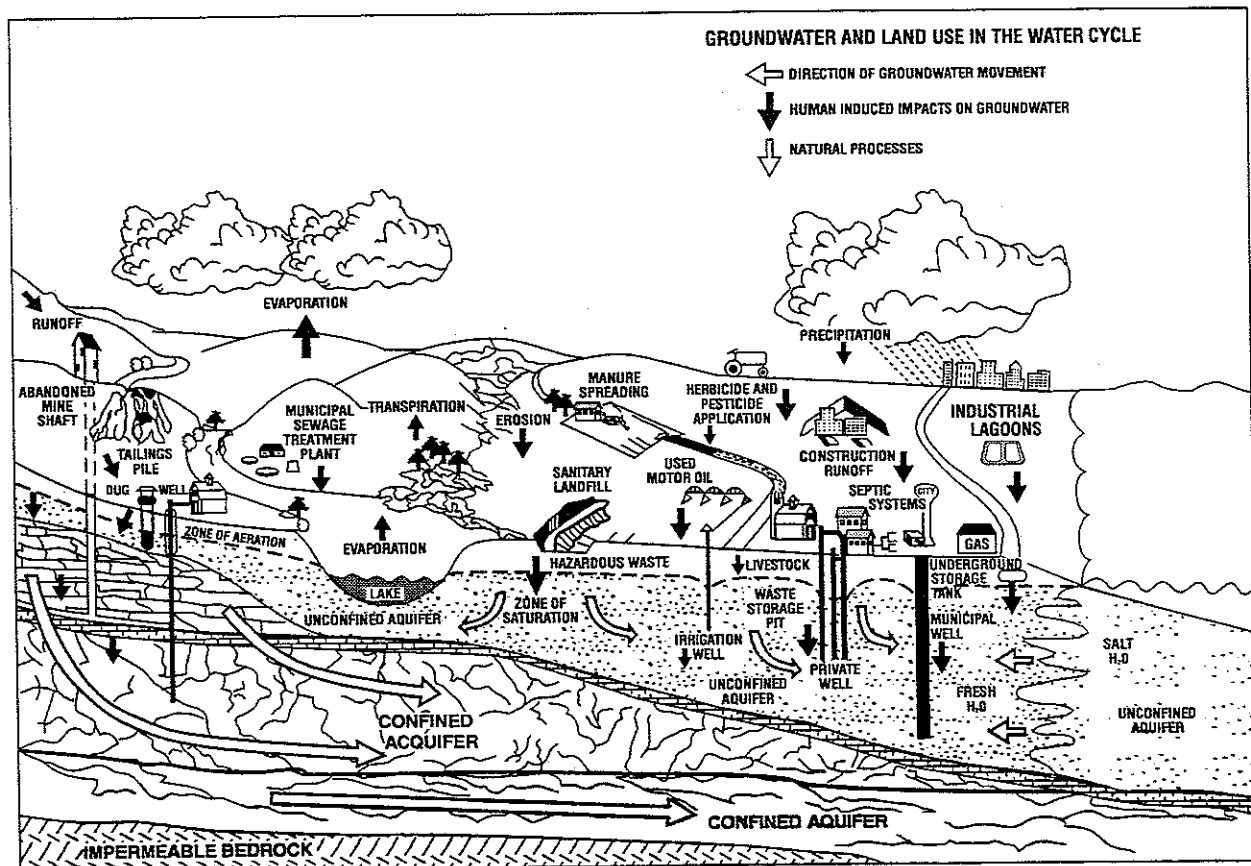 GROUNDWATER AND LAND USE IN THE WATER CYCLE
DIRECTION OF GROUNDWATER MOVEMENT
HUMAN INDUCED IMPACTS ON GROUNDWATER
NATURAL PROCESSES
EVAPORATION
RUNOFF
PRECIPITATION
ABANDONED
MINE
SHAFT
TAILINGS
PILE
MUNICIPAL
SEWAGE
TREATMENT
PLANT
TRANSPIRATION
EROSION
MANURE
SPREADING
HERBICIDE AND
PESTICIDE
APPLICATION
CONSTRUCTION
RUNOFF
INDUSTRIAL
LAGOONS
DUG WELL
ZONE OF AERATION
EVAPORATION
SANITARY
LANDFILL
USED
MOTOR OIL
SEPTIC
SYSTEMS
CITY
GAS
HAZARDOUS WASTE
LIVESTOCK
WASTE
STORAGE
PIT
UNDERGROUND
STORAGE
TANK
LAKE
UNCONFINED AQUIFER
ZONE OF
SATURATION
IRRIGATION
WELL
PRIVATE
WELL
MUNICIPAL
WELL
UNCONFINED
AQUIFER
FRESH
H2O
SALT
H2O
UNCONFINED
AQUIFER
CONFINED
ACQUIFER
CONFINED AQUIFER
IMPERMEABLE BEDROCK